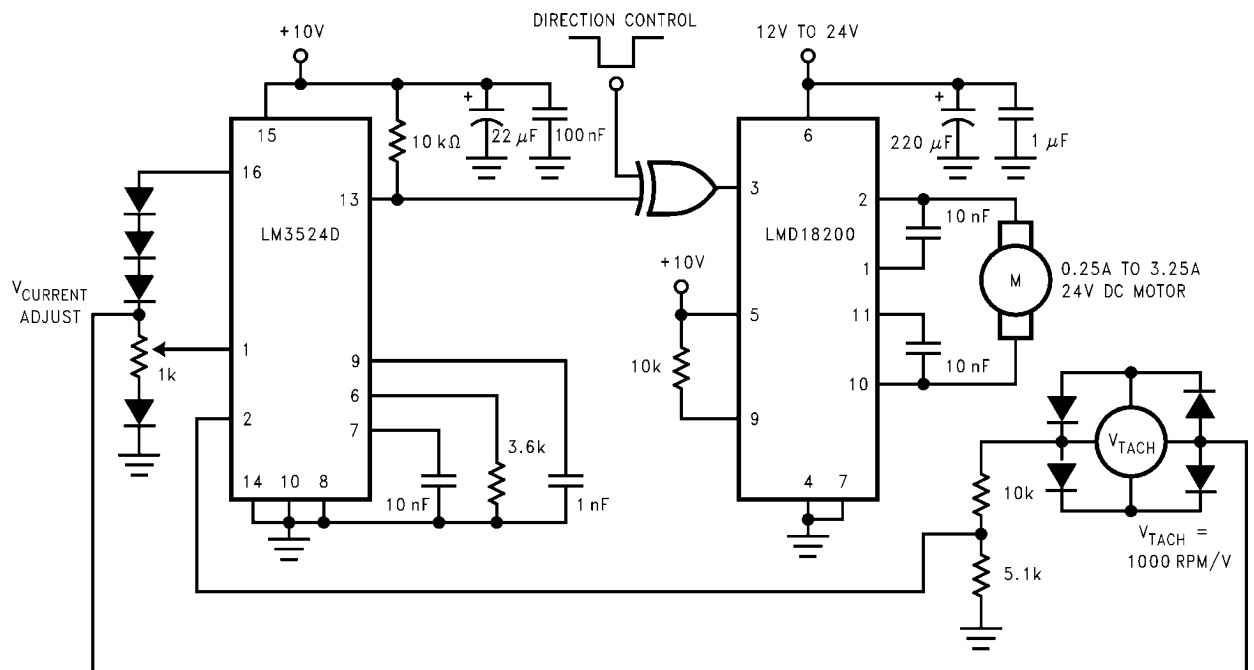 DIRECTION CONTROL
+10V
12V TO 24V
15
+
22 µF
100 nF
10 kΩ
16
13
LM3524D
3
6
+
220 µF
1 µF
2
10 nF
LMD18200
1
+10V
M
0.25A TO 3.25A
24V DC MOTOR
VCURRENT
ADJUST
5
11
1
1k
9
10k
10 nF
6
10
2
7
3.6k
9
VTACH
14
10
8
10 nF
1 nF
4
7
10k
VTACH =
1000 RPM/V
5.1k